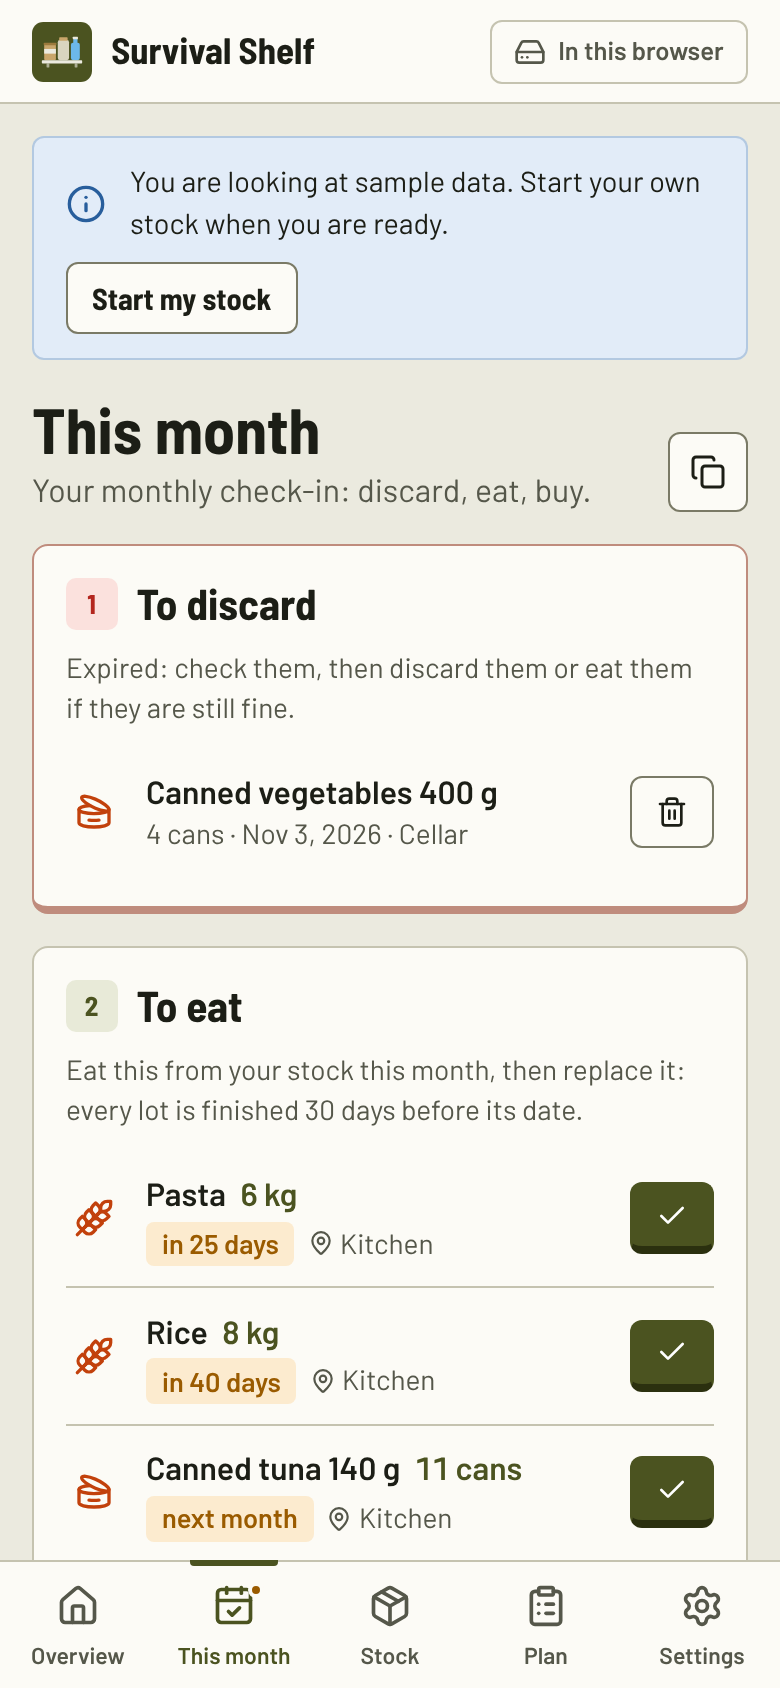 Survival Shelf
In this browser
You are looking at sample data. Start your own
stock when you are ready.
Start my stock
This month
Your monthly check-in: discard, eat, buy.
1
To discard
Expired: check them, then discard them or eat them
if they are still fine.
Canned vegetables 400 g
4 cans · Nov 3, 2026 · Cellar
2
To eat
Eat this from your stock this month, then replace it:
every lot is finished 30 days before its date.
Pasta 6 kg
in 25 days Kitchen
Rice 8 kg
in 40 days Kitchen
Canned tuna 140 g 11 cans
next month Kitchen
Overview This month Stock Plan Settings